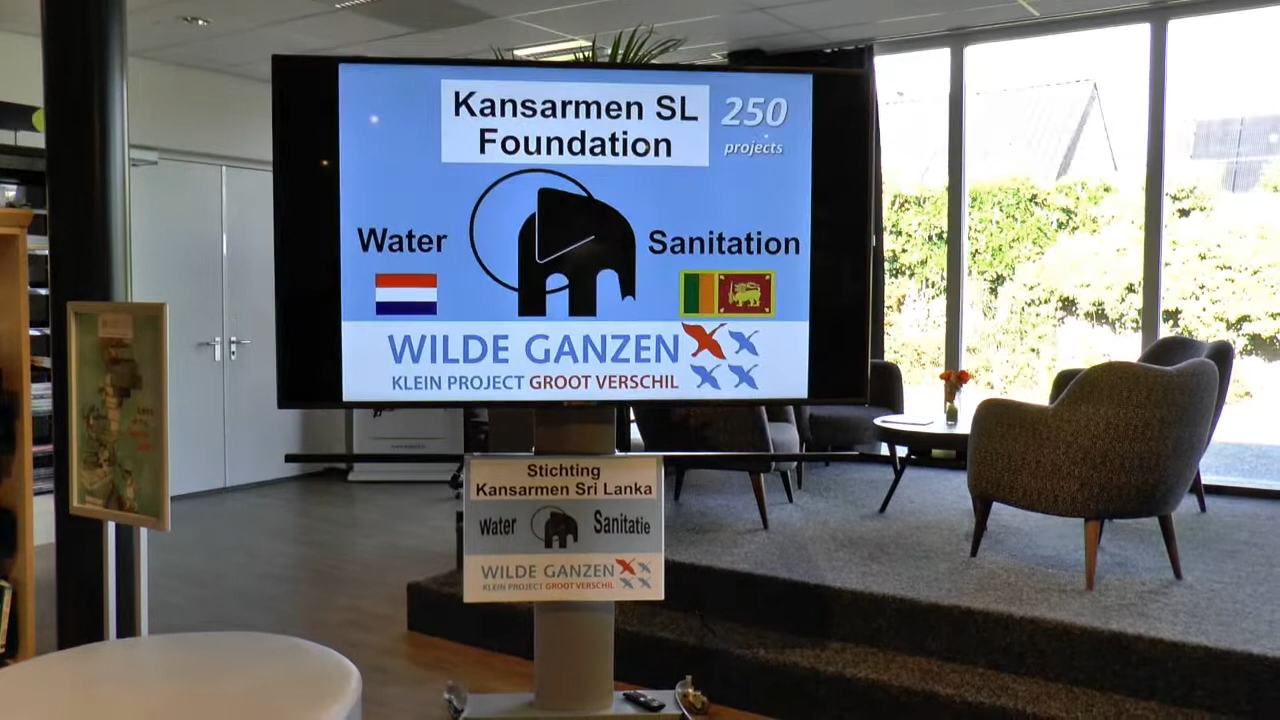 Kansarmen SL
Foundation
250
projects
Water
Sanitation
WILDE GANZEN
KLEIN PROJECT GROOT VERSCHIL
Stichting
Kansarmen Sri Lanka
Water
Sanitatie
WILDE GANZEN
KLEIN PROJECT GROOT VERSCHIL